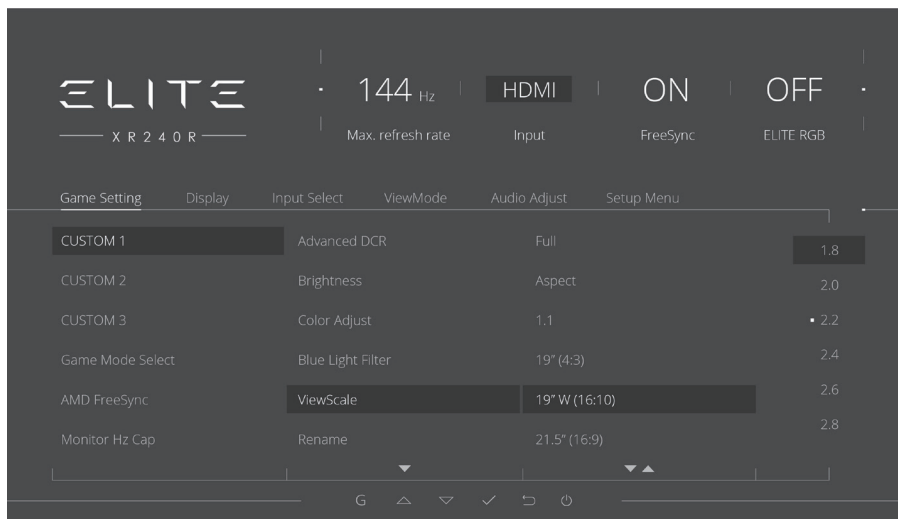 ELITE
XR240R
144 Hz
Max. refresh rate
HDMI
Input
ON
FreeSync
OFF
ELITE RGB
Game Setting Display Input Select ViewMode Audio Adjust Setup Menu
CUSTOM 1
CUSTOM 2
CUSTOM 3
Game Mode Select
AMD FreeSync
Monitor Hz Cap
Advanced DCR
Brightness
Color Adjust
Blue Light Filter
ViewScale
Rename
Full
Aspect
1.1
19" (4:3)
19" W (16:10)
21.5" (16:9)
1.8
2.0
2.2
2.4
2.6
2.8
G